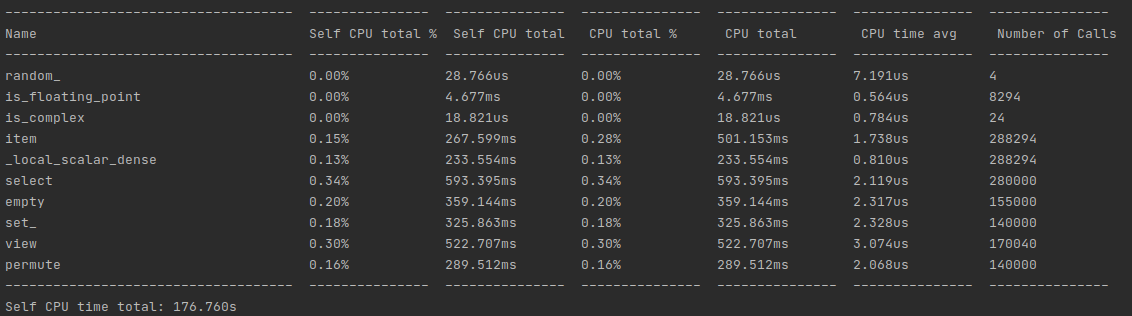 ------------------------------------  ---------------  ---------------  ---------------  ---------------  ---------------  ---------------
Name                                  Self CPU total %  Self CPU total   CPU total %      CPU total        CPU time avg     Number of Calls
------------------------------------  ---------------  ---------------  ---------------  ---------------  ---------------  ---------------
random_                               0.00%            28.766us         0.00%            28.766us         7.191us          4
is_floating_point                     0.00%            4.677ms          0.00%            4.677ms          0.564us          8294
is_complex                            0.00%            18.821us         0.00%            18.821us         0.784us          24
item                                  0.15%            267.599ms        0.28%            501.153ms        1.738us          288294
_local_scalar_dense                   0.13%            233.554ms        0.13%            233.554ms        0.810us          288294
select                                0.34%            593.395ms        0.34%            593.395ms        2.119us          280000
empty                                 0.20%            359.144ms        0.20%            359.144ms        2.317us          155000
set_                                  0.18%            325.863ms        0.18%            325.863ms        2.328us          140000
view                                  0.30%            522.707ms        0.30%            522.707ms        3.074us          170040
permute                               0.16%            289.512ms        0.16%            289.512ms        2.068us          140000
------------------------------------  ---------------  ---------------  ---------------  ---------------  ---------------  ---------------
Self CPU time total: 176.760s